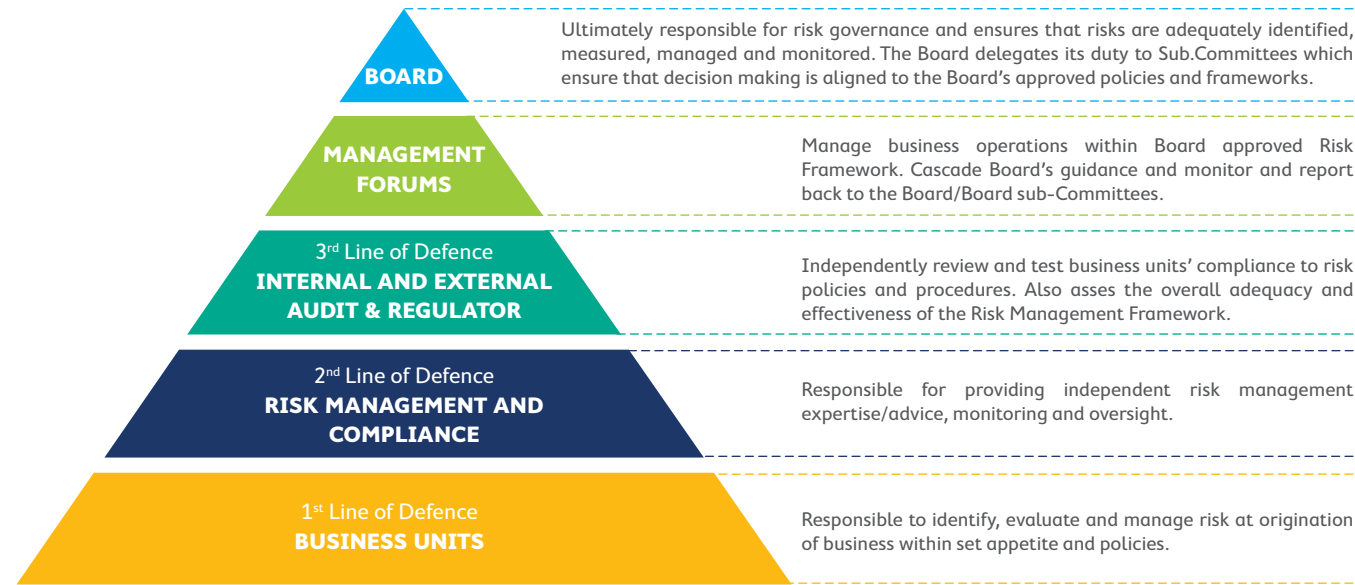 BOARD
Ultimately responsible for risk governance and ensures that risks are adequately identified,
measured, managed and monitored. The Board delegates its duty to Sub.Committees which
ensure that decision making is aligned to the Board’s approved policies and frameworks.
MANAGEMENT
FORUMS
Manage business operations within Board approved Risk
Framework. Cascade Board’s guidance and monitor and report
back to the Board/Board sub-Committees.
3rd Line of Defence
INTERNAL AND EXTERNAL
AUDIT & REGULATOR
Independently review and test business units’ compliance to risk
policies and procedures. Also asses the overall adequacy and
effectiveness of the Risk Management Framework.
2nd Line of Defence
RISK MANAGEMENT AND
COMPLIANCE
Responsible for providing independent risk management
expertise/advice, monitoring and oversight.
1st Line of Defence
BUSINESS UNITS
Responsible to identify, evaluate and manage risk at origination
of business within set appetite and policies.